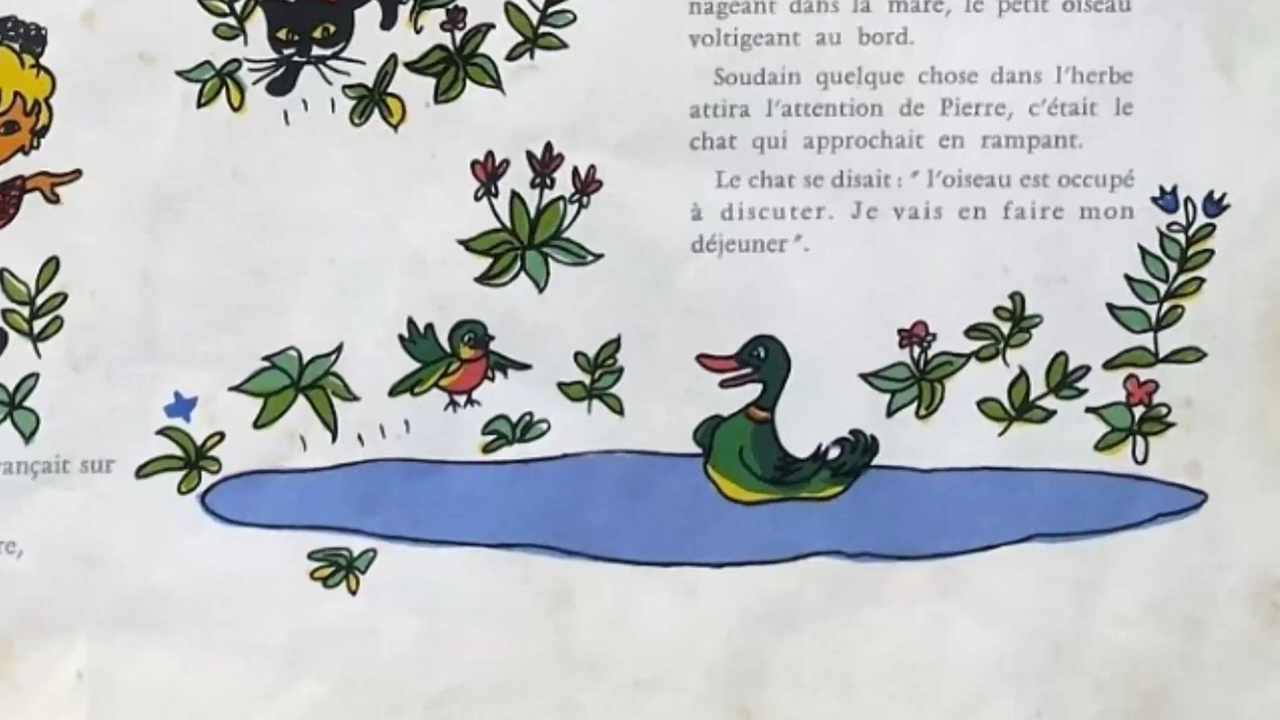 nageant dans la mare, le petit oiseau
voltigeant au bord.
Soudain quelque chose dans l'herbe
attira l'attention de Pierre, c'était le
chat qui approchait en rampant.
Le chat se disait : " l'oiseau est occupé
à discuter. Je vais en faire mon
déjeuner ".
ançait sur
re,